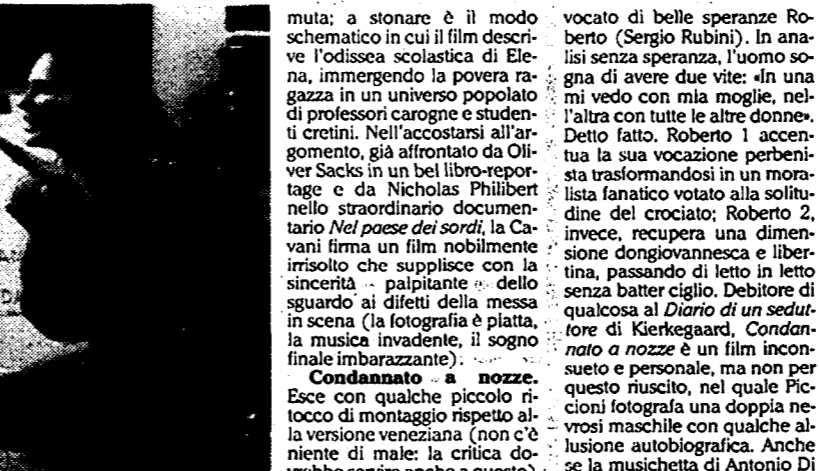 muta; a stonare è il modo
schematico in cui il film descri-
ve l'odissea scolastica di Ele-
na, immergendo la povera ra-
gazza in un universo popolato
di professori carogne e studen-
ti cretini. Nell'accostarsi all'ar-
gomento, già affrontato da Oli-
ver Sacks in un bel libro-repor-
tage e da Nicholas Philibert
nello straordinario documen-
tario Nel paese dei sordi, la Ca-
vani firma un film nobilmente
irrisolto che supplisce con la
sincerità palpitante dello
sguardo ai difetti della messa
in scena (la fotografia è piatta,
la musica invadente, il sogno
finale imbarazzante).
Condannato a nozze.
Esce con qualche piccolo ri-
tocco di montaggio rispetto al-
la versione veneziana (non c'è
niente di male: la critica do-
vrebbe servire anche a questo)
vocato di belle speranze Ro-
berto (Sergio Rubini). In ana-
lisi senza speranza, l'uomo so-
gna di avere due vite: «In una
mi vedo con mia moglie, nel-
l'altra con tutte le altre donne».
Detto fatto. Roberto 1 accen-
tua la sua vocazione perbeni-
sta trasformandosi in un mora-
lista fanatico votato alla solitu-
dine del crociato; Roberto 2,
invece, recupera una dimen-
sione dongiovannesca e liber-
tina, passando di letto in letto
senza batter ciglio. Debitore di
qualcosa al Diario di un sedut-
tore di Kierkegaard, Condan-
nato a nozze è un film incon-
sueto e personale, ma non per
questo riuscito, nel quale Pic-
cioni fotografa una doppia ne-
vrosi maschile con qualche al-
lusione autobiografica. Anche
se la musichetta di Antonio Di